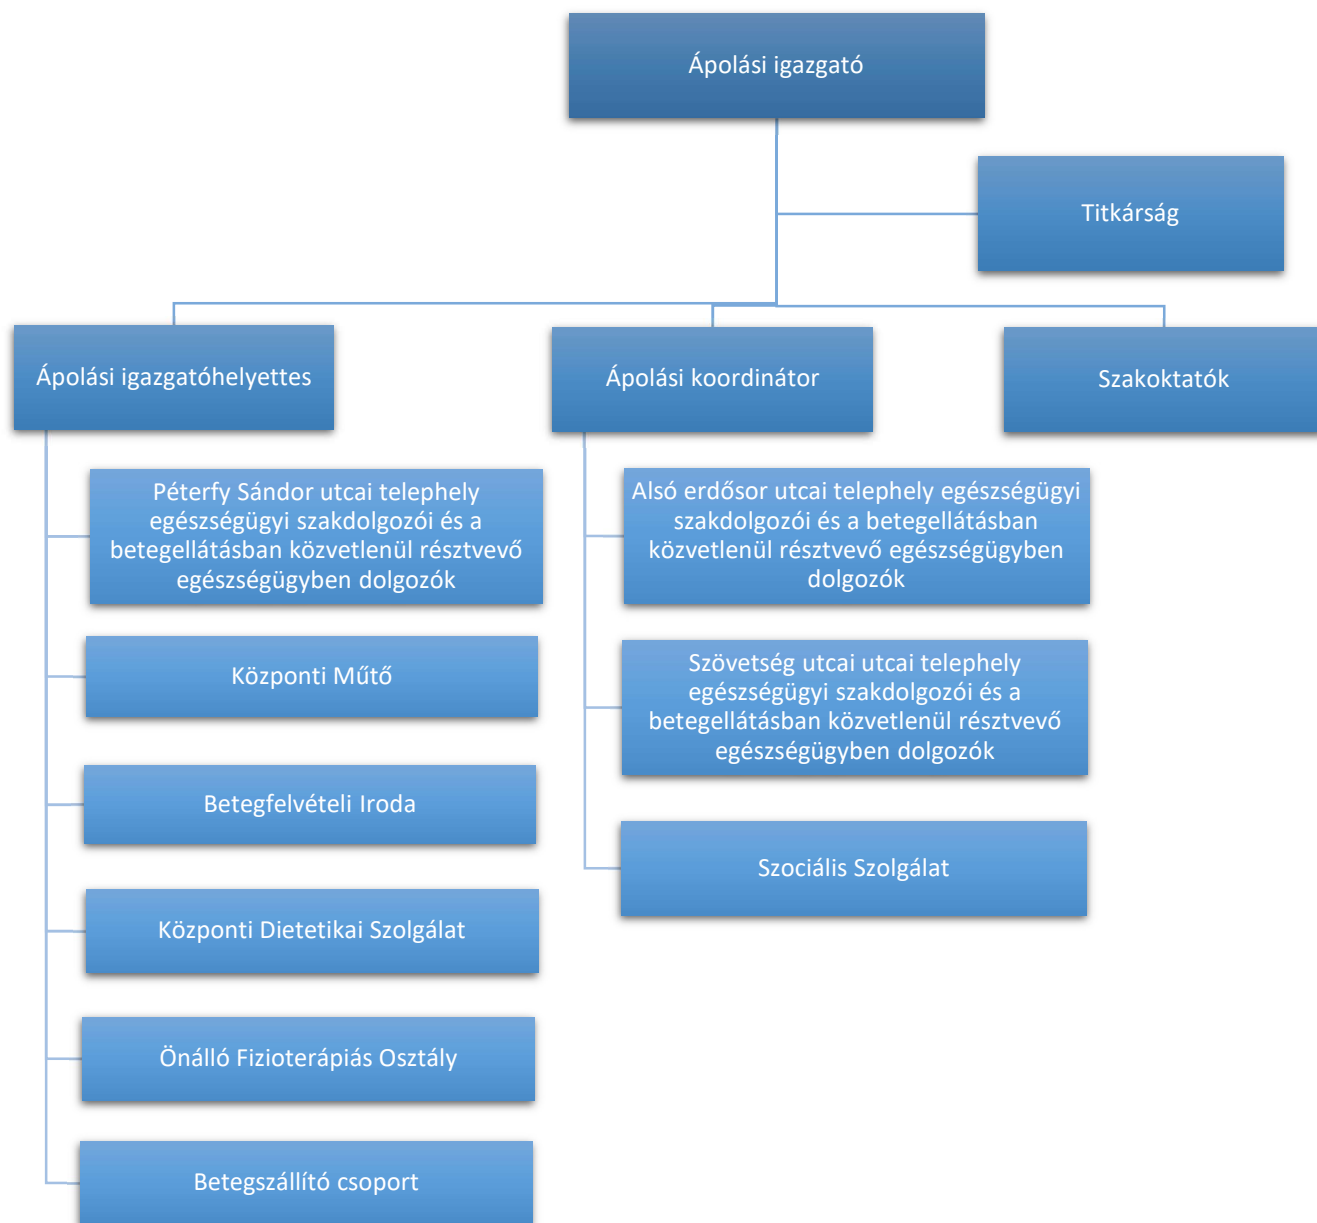 Ápolási igazgató
Titkárság
Ápolási igazgatóhelyettes
Ápolási koordinátor
Szakoktatók
Péterfy Sándor utcai telephely
egészségügyi szakdolgozói és a
betegellátásban közvetlenül résztvevő
egészségügyben dolgozók
Központi Műtő
Betegfelvételi Iroda
Központi Dietetikai Szolgálat
Önálló Fizioterápiás Osztály
Betegszállító csoport
Alsó erdősor utcai telephely egészségügyi
szakdolgozói és a betegellátásban
közvetlenül résztvevő egészségügyben
dolgozók
Szövetség utcai utcai telephely
egészségügyi szakdolgozói és a
betegellátásban közvetlenül résztvevő
egészségügyben dolgozók
Szociális Szolgálat